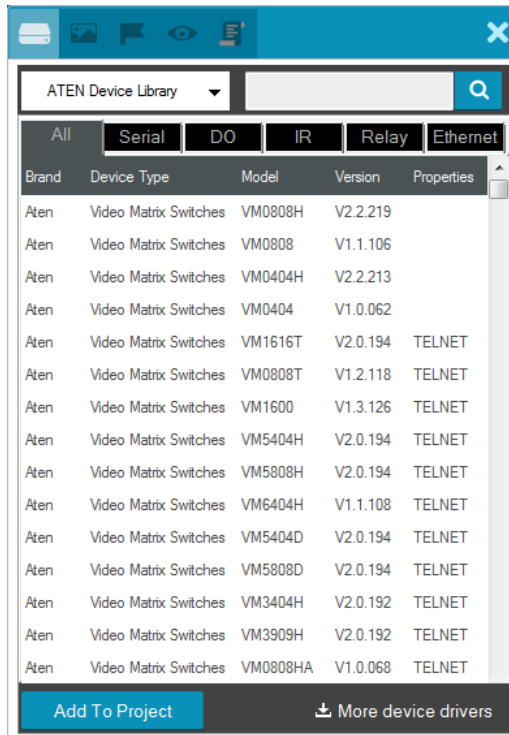 ATEN Device Library
All Serial DO IR Relay Ethernet
Brand Device Type Model Version Properties
Aten Video Matrix Switches VM0808H V2.2.219
Aten Video Matrix Switches VM0808 V1.1.106
Aten Video Matrix Switches VM0404H V2.2.213
Aten Video Matrix Switches VM0404 V1.0.062
Aten Video Matrix Switches VM1616T V2.0.194 TELNET
Aten Video Matrix Switches VM0808T V1.2.118 TELNET
Aten Video Matrix Switches VM1600 V1.3.126 TELNET
Aten Video Matrix Switches VM5404H V2.0.194 TELNET
Aten Video Matrix Switches VM5808H V2.0.194 TELNET
Aten Video Matrix Switches VM6404H V1.1.108 TELNET
Aten Video Matrix Switches VM5404D V2.0.194 TELNET
Aten Video Matrix Switches VM5808D V2.0.194 TELNET
Aten Video Matrix Switches VM3404H V2.0.192 TELNET
Aten Video Matrix Switches VM3909H V2.0.192 TELNET
Aten Video Matrix Switches VM0808HA V1.0.068 TELNET
Add To Project More device drivers